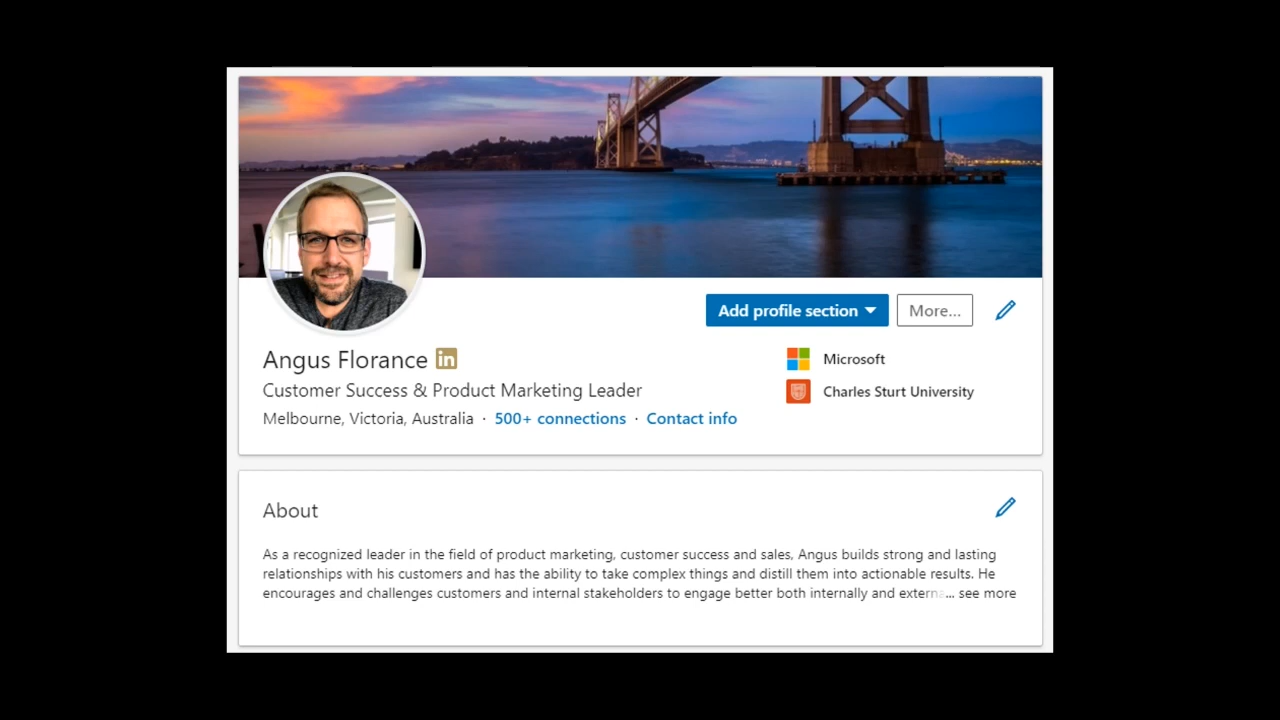 Add profile section
More...
Angus Florance in
Microsoft
Customer Success & Product Marketing Leader
Charles Sturt University
Melbourne, Victoria, Australia · 500+ connections · Contact info
About
As a recognized leader in the field of product marketing, customer success and sales, Angus builds strong and lasting
relationships with his customers and has the ability to take complex things and distill them into actionable results. He
encourages and challenges customers and internal stakeholders to engage better both internally and externa... see more